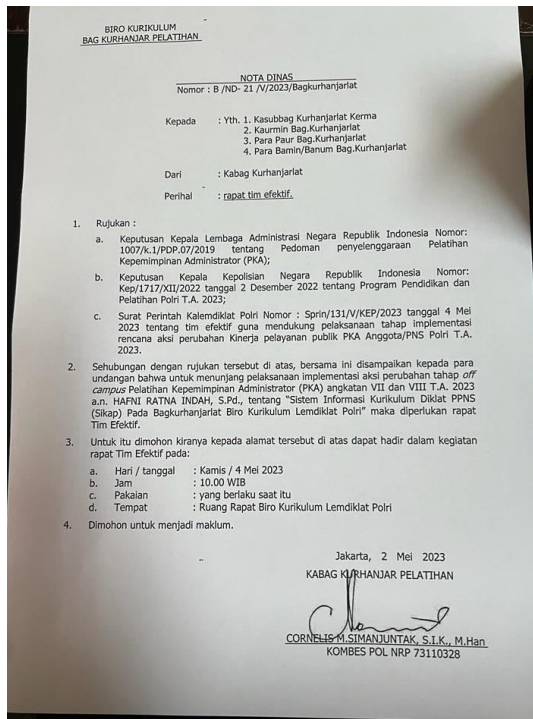 BIRO KURIKULUM
BAG KURHANJAR PELATIHAN
NOTA DINAS
Nomor : B /ND- 21 /V/2023/Bagkurhanjarlat
Kepada : Yth. 1. Kasubbag Kurhanjarlat Kerma
2. Kaurmin Bag.Kurhanjarlat
3. Para Paur Bag.Kurhanjarlat
4. Para Bamin/Banum Bag.Kurhanjarlat
Dari : Kabag Kurhanjarlat
Perihal : rapat tim efektif.
1. Rujukan :
a. Keputusan Kepala Lembaga Administrasi Negara Republik Indonesia Nomor:
1007/k.1/PDP.07/2019 tentang Pedoman penyelenggaraan Pelatihan
Kepemimpinan Administrator (PKA);
b. Keputusan Kepala Kepolisian Negara Republik Indonesia Nomor:
Kep/1717/XII/2022 tanggal 2 Desember 2022 tentang Program Pendidikan dan
Pelatihan Polri T.A. 2023;
c. Surat Perintah Kalemdiklat Polri Nomor : Sprin/131/V/KEP/2023 tanggal 4 Mei
2023 tentang tim efektif guna mendukung pelaksanaan tahap implementasi
rencana aksi perubahan Kinerja pelayanan publik PKA Anggota/PNS Polri T.A.
2023.
2. Sehubungan dengan rujukan tersebut di atas, bersama ini disampaikan kepada para
undangan bahwa untuk menunjang pelaksanaan implementasi aksi perubahan tahap off
campus Pelatihan Kepemimpinan Administrator (PKA) angkatan VII dan VIII T.A. 2023
a.n. HAFNI RATNA INDAH, S.Pd., tentang "Sistem Informasi Kurikulum Diklat PPNS
(Sikap) Pada Bagkurhanjarlat Biro Kurikulum Lemdiklat Polri" maka diperlukan rapat
Tim Efektif.
3. Untuk itu dimohon kiranya kepada alamat tersebut di atas dapat hadir dalam kegiatan
rapat Tim Efektif pada:
a. Hari / tanggal : Kamis / 4 Mei 2023
b. Jam : 10.00 WIB
c. Pakaian : yang berlaku saat itu
d. Tempat : Ruang Rapat Biro Kurikulum Lemdiklat Polri
4. Dimohon untuk menjadi maklum.
Jakarta, 2 Mei 2023
KABAG KURHANJAR PELATIHAN
CORNELIS M.SIMANJUNTAK, S.I.K., M.Han
KOMBES POL NRP 73110328